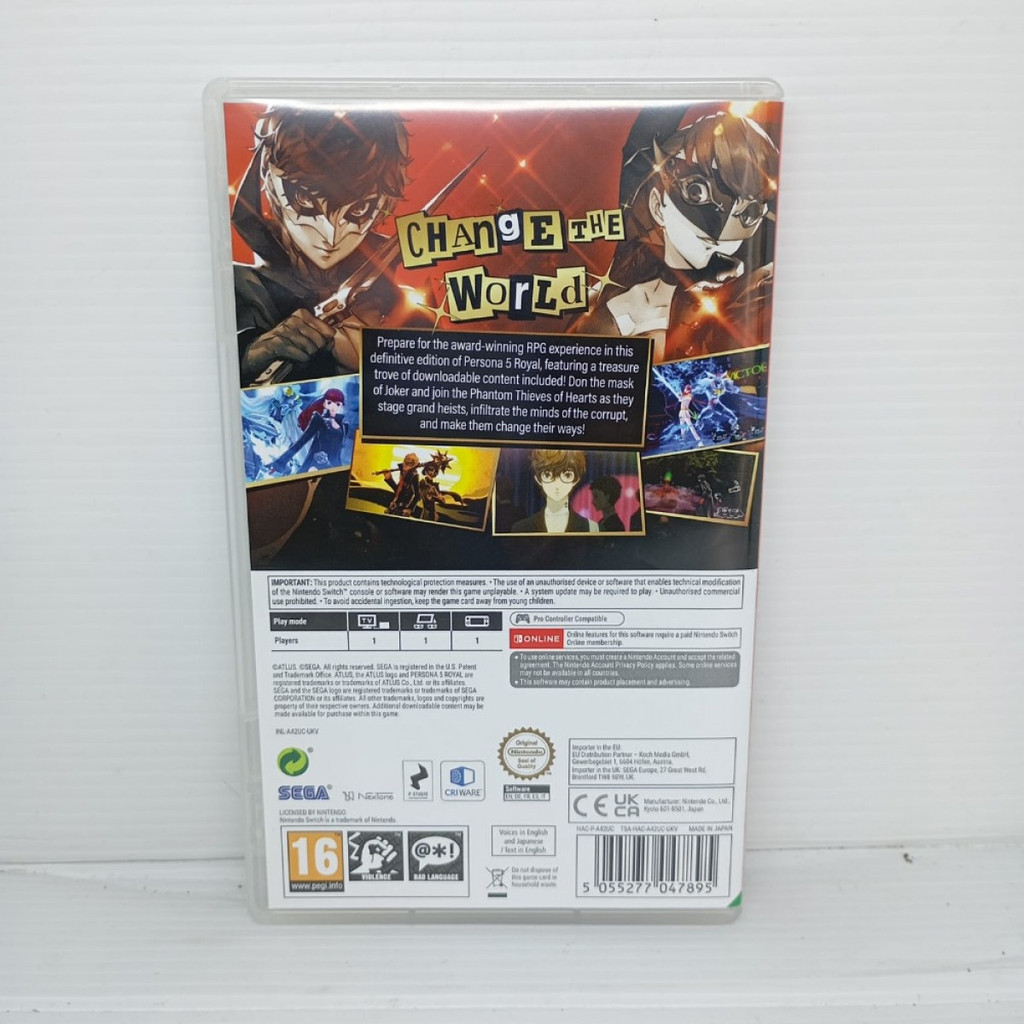 CHAngE THE
WorLd
Prepare for the award-winning RPG experience in this
definitive edition of Persona 5 Royal, featuring a treasure
trove of downloadable content included! Don the mask
of Joker and join the Phantom Thieves of Hearts as they
stage grand heists, infiltrate the minds of the corrupt,
and make them change their ways!
IMPORTANT: This product contains technological protection measures. • The use of an unauthorised device or software that enables technical modification
of the Nintendo Switch™ console or software may render this game unplayable. • A system update may be required to play. • Unauthorised commercial
use prohibited. • To avoid accidental ingestion, keep the game card away from young children.
Play mode TV
Players 1 1 1
Pro Controller Compatible
ONLINE
Online features for this software require a paid Nintendo Switch
Online membership.
• To use online services, you must create a Nintendo Account and accept the related
agreement. The Nintendo Account Privacy Policy applies. Some online services
may not be available in all countries.
• This software may contain product placement and advertising.
©ATLUS. ©SEGA. All rights reserved. SEGA is registered in the U.S. Patent
and Trademark Office. ATLUS, the ATLUS logo and PERSONA 5 ROYAL are
registered trademarks or trademarks of ATLUS Co., Ltd. or its affiliates.
SEGA and the SEGA logo are registered trademarks or trademarks of SEGA
CORPORATION or its affiliates. All other trademarks, logos and copyrights are
property of their respective owners. Additional downloadable content may be
made available for purchase within this game.
INL-A42UC-UKV
SEGA®
NexTone
P STUDIO
CRIWARE
Original
Nintendo
Seal of
Quality
Software
EN, DE, FR, ES, IT
Importer in the EU:
EU Distribution Partner – Koch Media GmbH,
Gewerbegebiet 1, 6604 Höfen, Austria.
Importer in the UK: SEGA Europe, 27 Great West Rd,
Brentford TW8 9BW, UK.
CE UK CA
Manufacturer: Nintendo Co., Ltd.,
Kyoto 601-8501, Japan
LICENSED BY NINTENDO
Nintendo Switch is a trademark of Nintendo.
HAC-P-A42UC TSA-HAC-A42UC-UKV MADE IN JAPAN
16
www.pegi.info
VIOLENCE
@*!
BAD LANGUAGE
Voices in English
and Japanese
/ Text in English
Do not dispose of
this game card in
household waste.
5 055277 047895